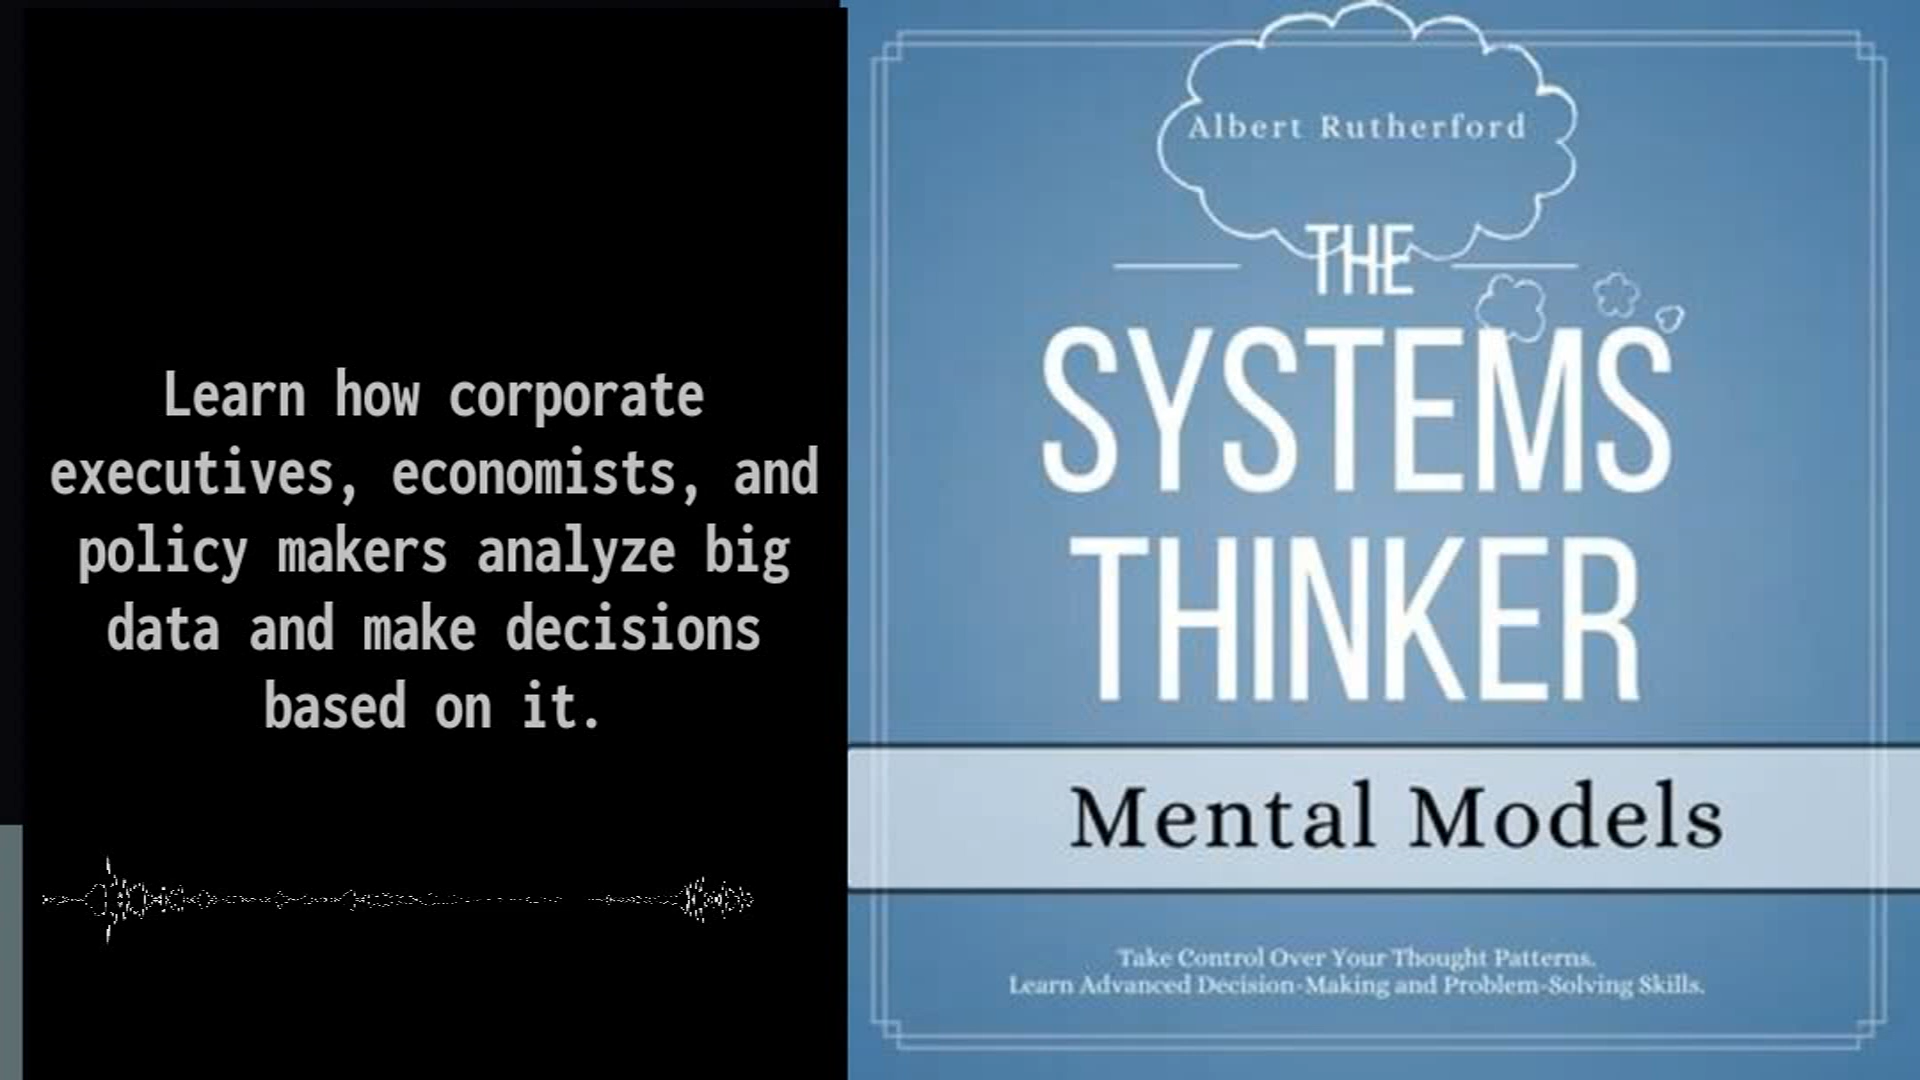 Learn how corporate
executives, economists, and
policy makers analyze big
data and make decisions
based on it.
Albert Rutherford
THE
SYSTEMS
THINKER
Mental Models
Take Control Over Your Thought Patterns.
Learn Advanced Decision-Making and Problem-Solving Skills.